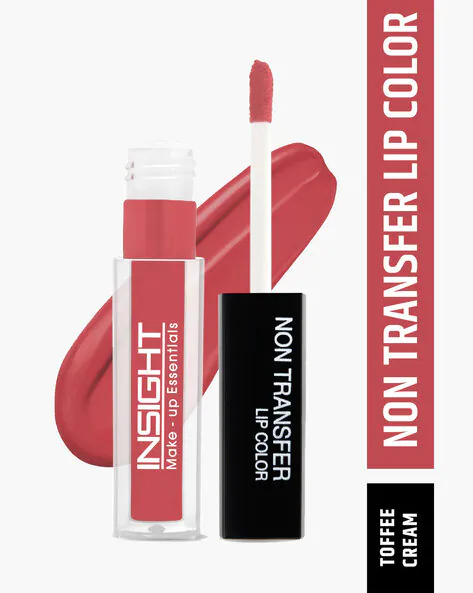 INSIGHT
Make - up Essentials
NON TRANSFER
LIP COLOR
NON TRANSFER LIP COLOR
TOFFEE
CREAM